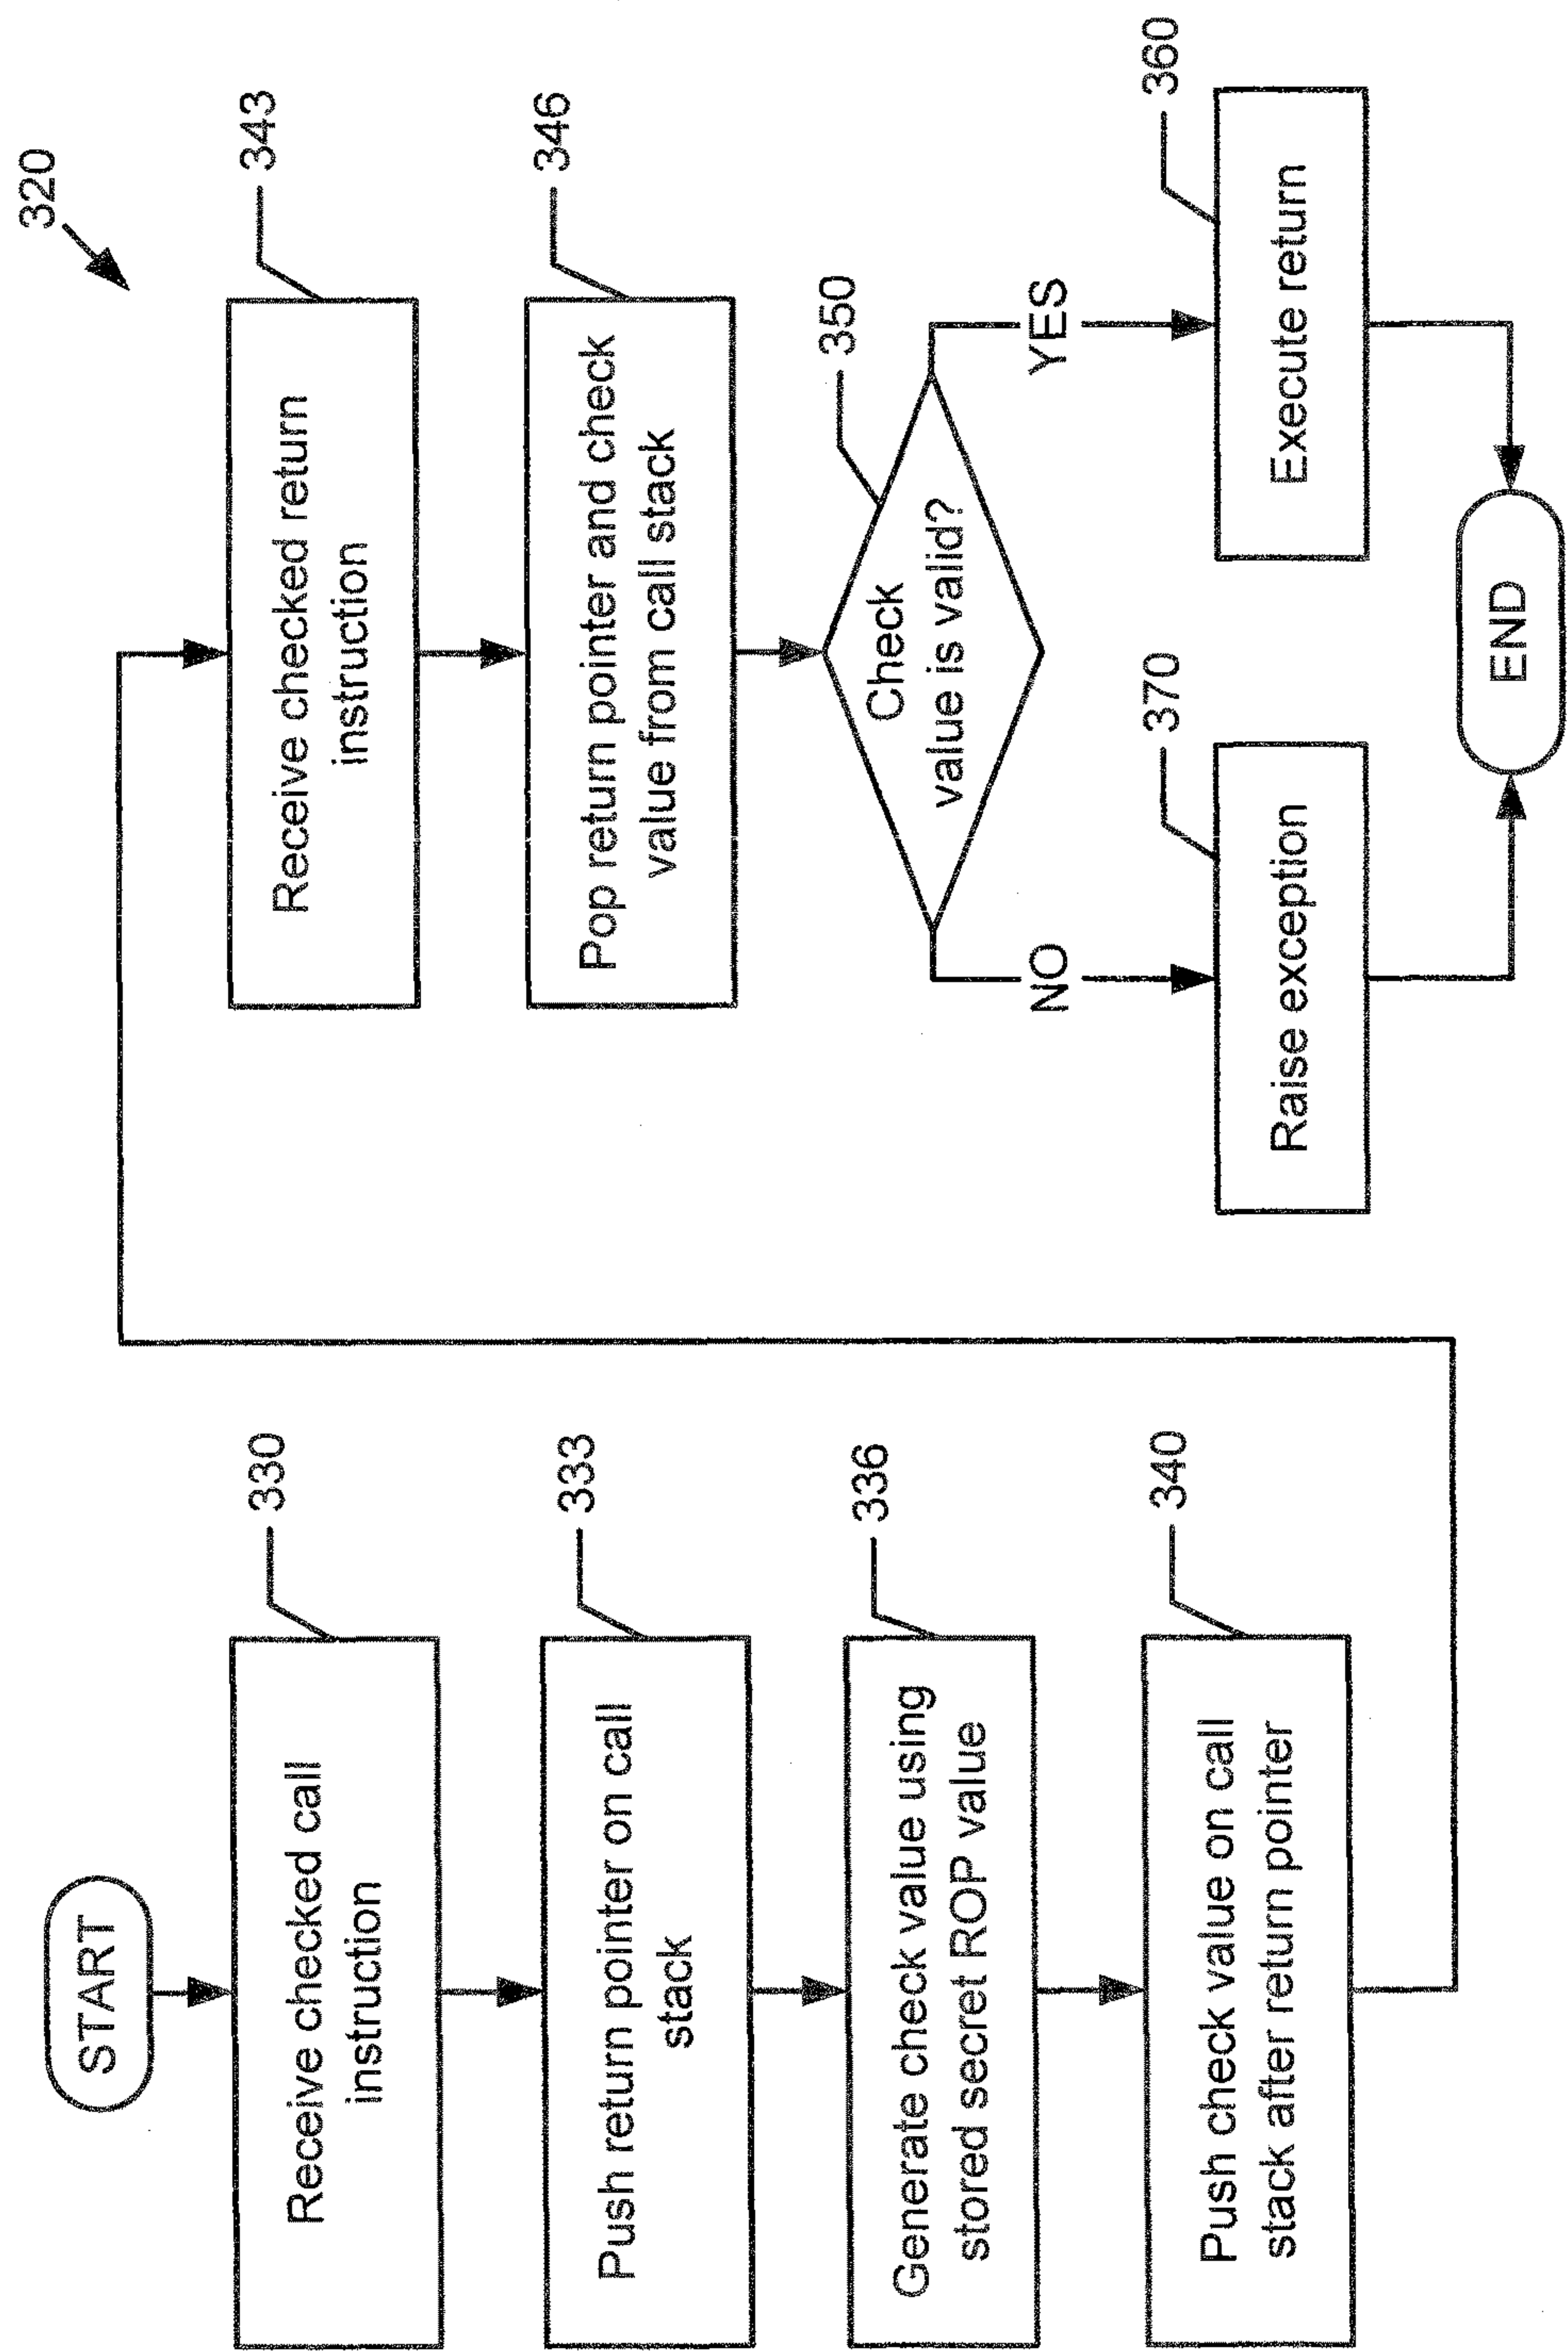 320
START
330
Receive checked call
instruction
333
Push return pointer on call
stack
336
Generate check value using
stored secret ROP value
340
Push check value on call
stack after return pointer
343
Receive checked return
instruction
346
Pop return pointer and check
value from call stack
350
Check
value is valid?
NO
YES
370
Raise exception
360
Execute return
END